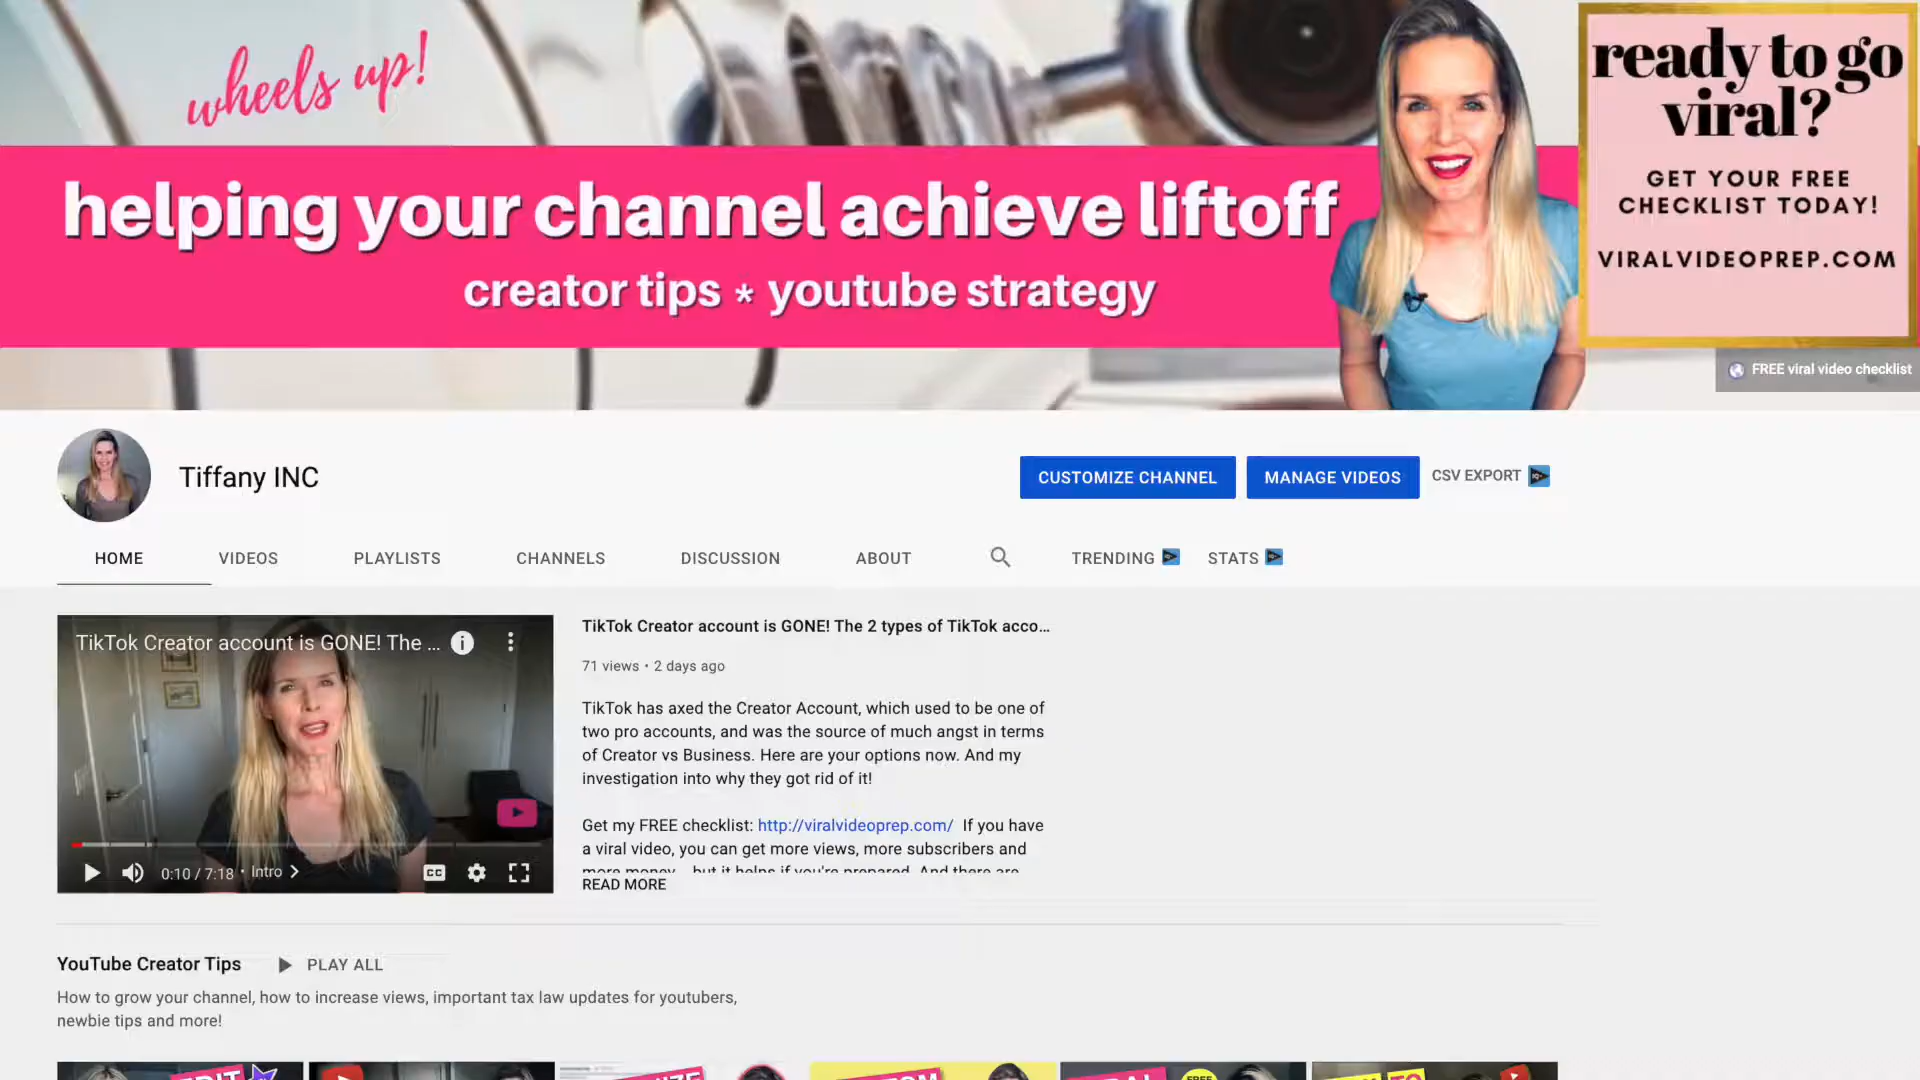 wheels up!
helping your channel achieve liftoff
creator tips * youtube strategy
ready to go
viral?
GET YOUR FREE
CHECKLIST TODAY!
VIRALVIDEOPREP.COM
FREE viral video checklist
Tiffany INC
CUSTOMIZE CHANNEL
MANAGE VIDEOS
CSV EXPORT
HOME
VIDEOS
PLAYLISTS
CHANNELS
DISCUSSION
ABOUT
TRENDING
STATS
TikTok Creator account is GONE! The ...
0:10 / 7:18 • Intro
CC
TikTok Creator account is GONE! The 2 types of TikTok acco...
71 views • 2 days ago
TikTok has axed the Creator Account, which used to be one of
two pro accounts, and was the source of much angst in terms
of Creator vs Business. Here are your options now. And my
investigation into why they got rid of it!
Get my FREE checklist: http://viralvideoprep.com/ If you have
a viral video, you can get more views, more subscribers and
READ MORE
YouTube Creator Tips
PLAY ALL
How to grow your channel, how to increase views, important tax law updates for youtubers,
newbie tips and more!
EDIT
FREE
TO